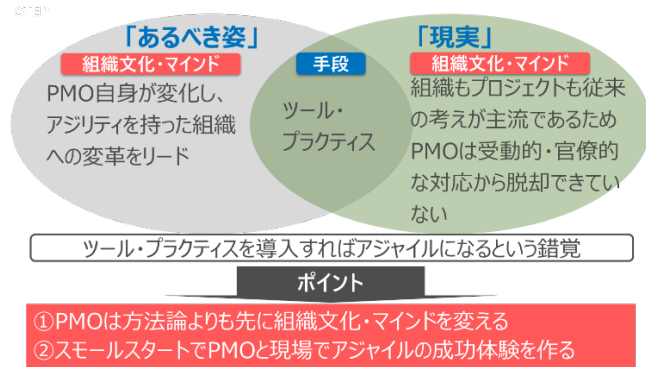 「あるべき姿」
組織文化・マインド
PMO自身が変化し、
アジリティを持った組織
への変革をリード
手段
ツール・
プラクティス
「現実」
組織文化・マインド
組織もプロジェクトも従来
の考えが主流であるため
PMOは受動的・官僚的
な対応から脱却できてい
ない
ツール・プラクティスを導入すればアジャイルになるという錯覚
ポイント
①PMOは方法論よりも先に組織文化・マインドを変える
②スモールスタートでPMOと現場でアジャイルの成功体験を作る